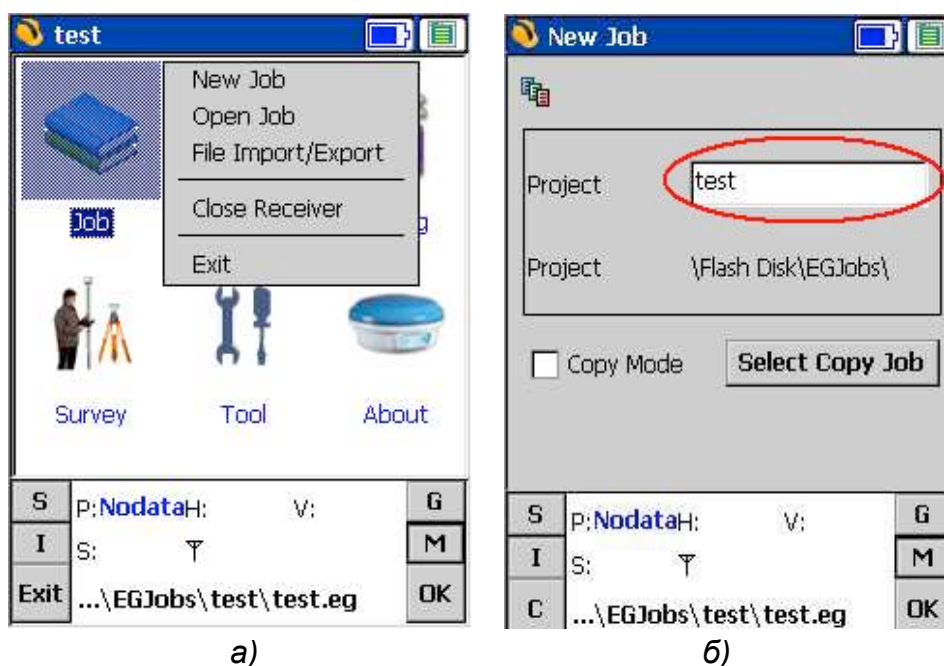 test
New Job
Open Job
File Import/Export
Close Receiver
Exit
Job
g
Survey
Tool
About
S
P:NodataH: V:
G
I
S:
M
Exit
...\EGJobs\test\test.eg
OK
а)
New Job
Project
test
Project
\Flash Disk\EGJobs\
Copy Mode
Select Copy Job
S
P:NodataH: V:
G
I
S:
M
C
...\EGJobs\test\test.eg
OK
б)